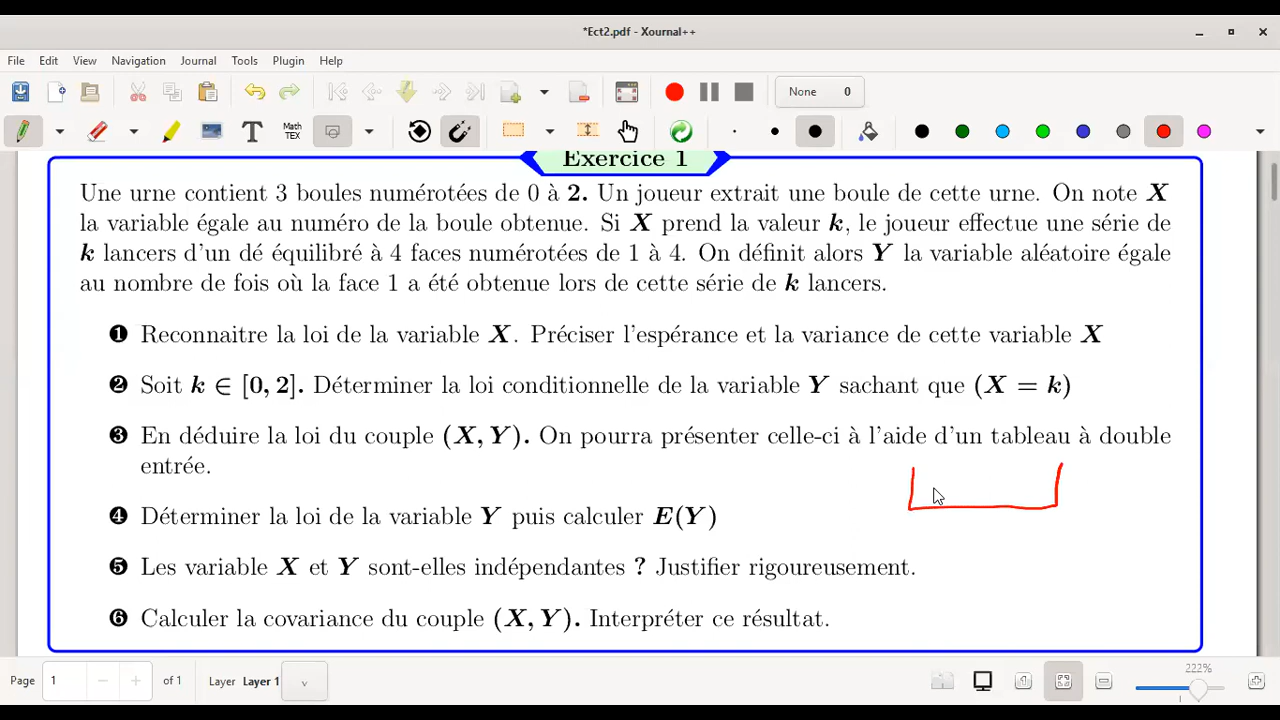 *Ect2.pdf - Xournal++
File Edit View Navigation Journal Tools Plugin Help
None 0
T Math TEX
Exercice 1
Une urne contient 3 boules numérotées de 0 à 2. Un joueur extrait une boule de cette urne. On note X
la variable égale au numéro de la boule obtenue. Si X prend la valeur k, le joueur effectue une série de
k lancers d'un dé équilibré à 4 faces numérotées de 1 à 4. On définit alors Y la variable aléatoire égale
au nombre de fois où la face 1 a été obtenue lors de cette série de k lancers.
❶ Reconnaitre la loi de la variable X. Préciser l'espérance et la variance de cette variable X
❷ Soit k ∈ [0, 2]. Déterminer la loi conditionnelle de la variable Y sachant que (X = k)
❸ En déduire la loi du couple (X, Y). On pourra présenter celle-ci à l'aide d'un tableau à double
entrée.
❹ Déterminer la loi de la variable Y puis calculer E(Y)
❺ Les variable X et Y sont-elles indépendantes ? Justifier rigoureusement.
❻ Calculer la covariance du couple (X, Y). Interpréter ce résultat.
Page 1 of 1 Layer Layer 1 222%